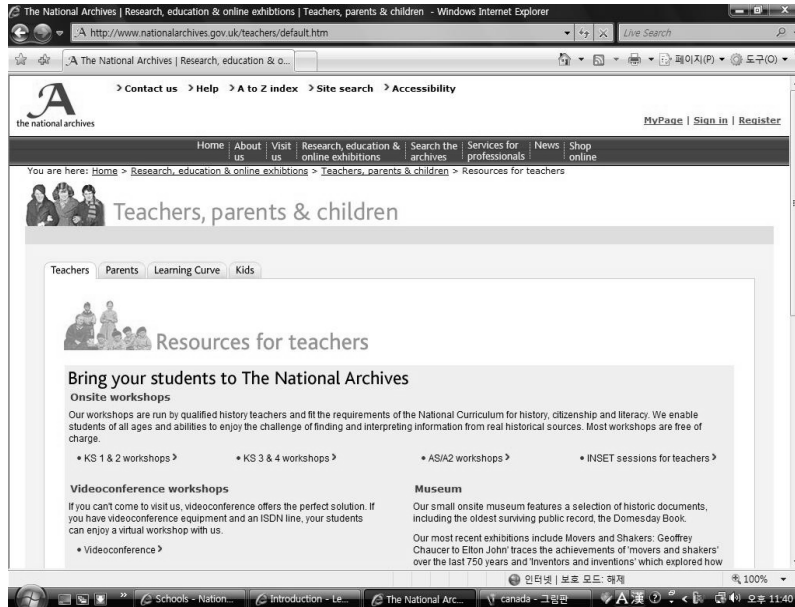 The National Archives | Research, education & online exhibtions | Teachers, parents & children - Windows Internet Explorer
http://www.nationalarchives.gov.uk/teachers/default.htm
Live Search
The National Archives | Research, education & o...
페이지(P)
도구(O)
Contact us Help A to Z index Site search Accessibility
the national archives
MyPage | Sign in | Register
Home
About us
Visit us
Research, education & online exhibitions
Search the archives
Services for professionals
News
Shop online
You are here: Home > Research, education & online exhibtions > Teachers, parents & children > Resources for teachers
Teachers, parents & children
Teachers Parents Learning Curve Kids
Resources for teachers
Bring your students to The National Archives
Onsite workshops
Our workshops are run by qualified history teachers and fit the requirements of the National Curriculum for history, citizenship and literacy. We enable
students of all ages and abilities to enjoy the challenge of finding and interpreting information from real historical sources. Most workshops are free of
charge.
• KS 1 & 2 workshops
• KS 3 & 4 workshops
• AS/A2 workshops
• INSET sessions for teachers
Videoconference workshops
If you can't come to visit us, videoconference offers the perfect solution. If
you have videoconference equipment and an ISDN line, your students
can enjoy a virtual workshop with us.
• Videoconference
Museum
Our small onsite museum features a selection of historic documents,
including the oldest surviving public record, the Domesday Book.
Our most recent exhibitions include Movers and Shakers: Geoffrey
Chaucer to Elton John' traces the achievements of 'movers and shakers'
over the last 750 years and 'Inventors and inventions' which explored how
인터넷 | 보호 모드: 해제
100%
Schools - Nation...
Introduction - Le...
The National Arc...
canada - 그림판
A 漢
오후 11:40